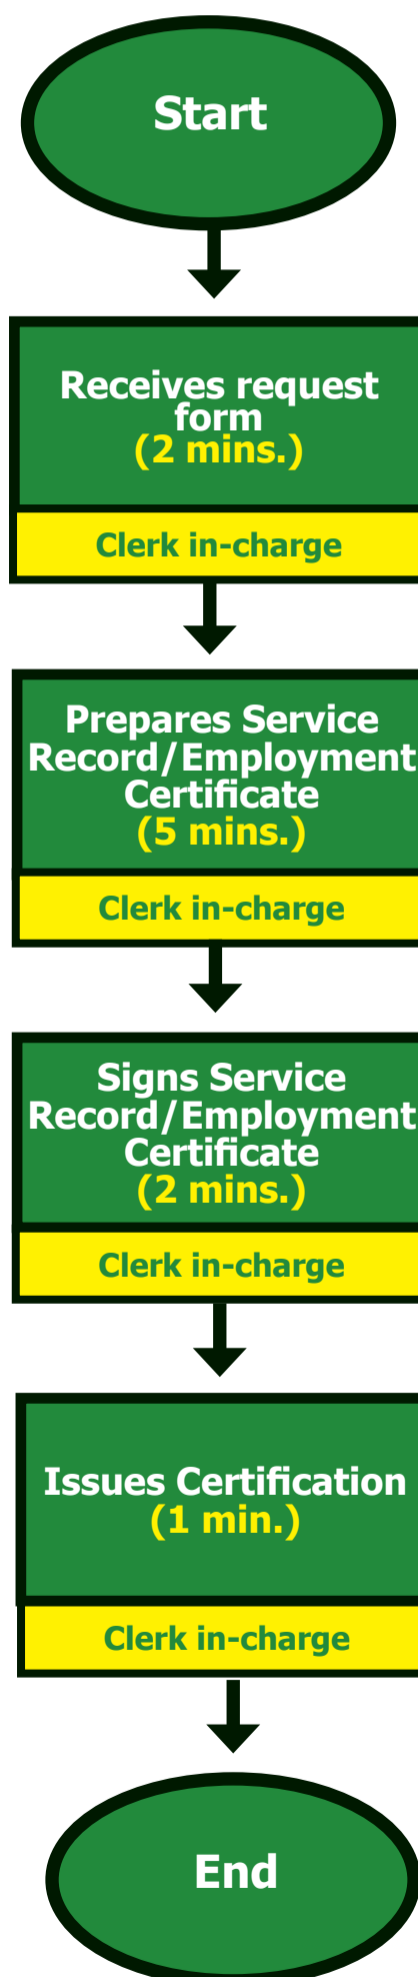 Start
Receives request
form
(2 mins.)
Clerk in-charge
Prepares Service
Record/Employment
Certificate
(5 mins.)
Clerk in-charge
Signs Service
Record/Employment
Certificate
(2 mins.)
Clerk in-charge
Issues Certification
(1 min.)
Clerk in-charge
End